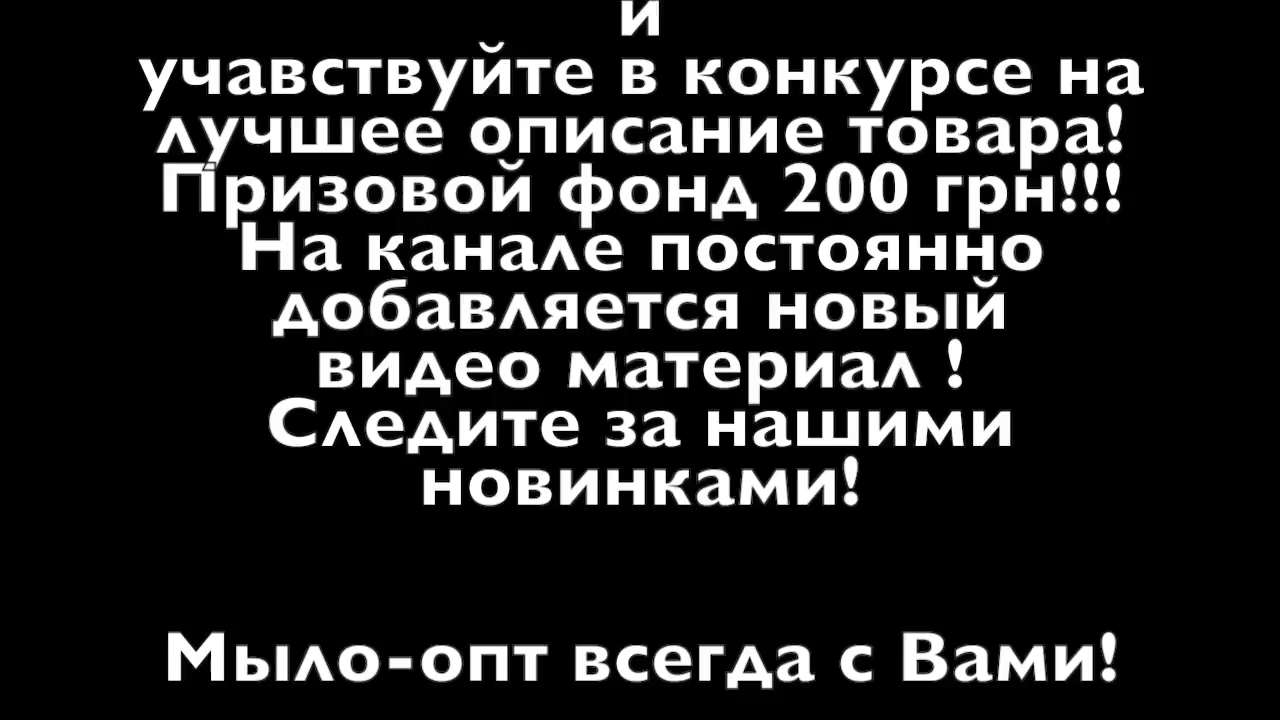 и
учавствуйте в конкурсе на
лучшее описание товара!
Призовой фонд 200 грн!!!
На канале постоянно
добавляется новый
видео материал !
Следите за нашими
новинками!
Мыло-опт всегда с Вами!